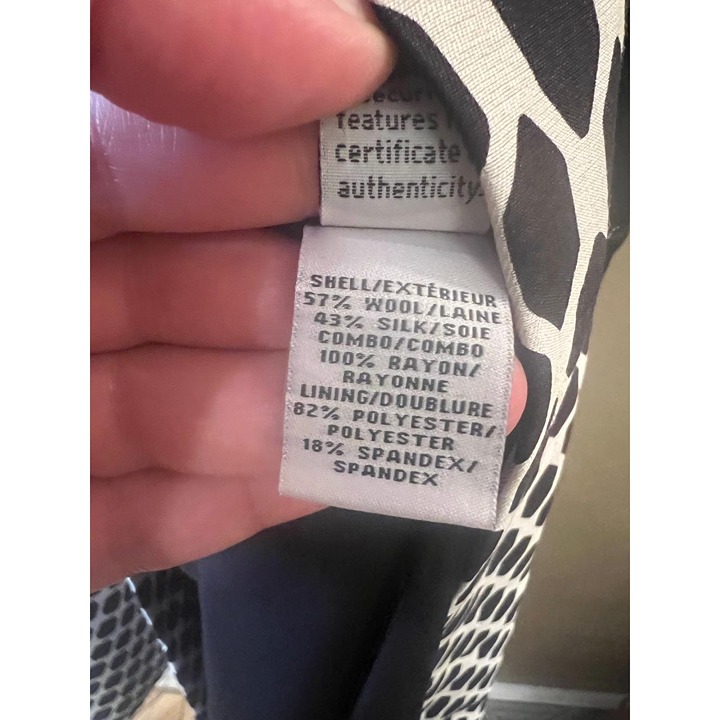 features
certificate
authenticity.
SHELL/EXTÉRIEUR
57% WOOL/LAINE
43% SILK/SOIE
COMBO/COMBO
100% RAYON/
RAYONNE
LINING/DOUBLURE
82% POLYESTER/
POLYESTER
18% SPANDEX/
SPANDEX